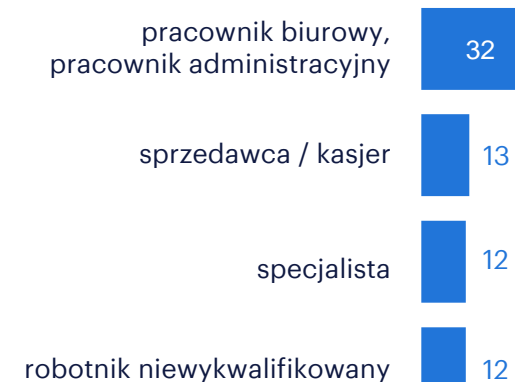 pracownik biurowy,
pracownik administracyjny
32
sprzedawca / kasjer
13
specjalista
12
robotnik niewykwalifikowany
12